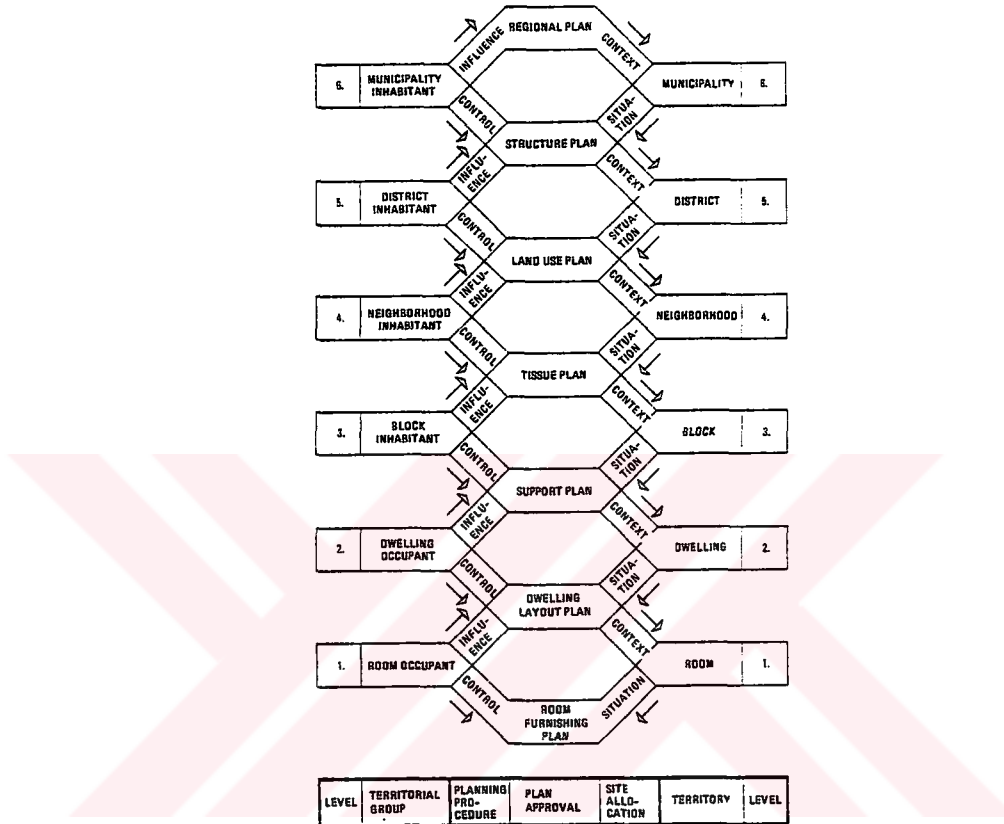 REGIONAL PLAN
INFLUENCE
CONTEXT
6. MUNICIPALITY INHABITANT
MUNICIPALITY 6.
CONTROL
SITUA-
TION
STRUCTURE PLAN
INFLU-
ENCE
CONTEXT
5. DISTRICT INHABITANT
DISTRICT 5.
CONTROL
SITUA-
TION
LAND USE PLAN
INFLU-
ENCE
CONTEXT
4. NEIGHBORHOOD INHABITANT
NEIGHBORHOOD 4.
CONTROL
SITUA-
TION
TISSUE PLAN
INFLU-
ENCE
CONTEXT
3. BLOCK INHABITANT
BLOCK 3.
CONTROL
SITUA-
TION
SUPPORT PLAN
INFLU-
ENCE
CONTEXT
2. DWELLING OCCUPANT
DWELLING 2.
CONTROL
SITUA-
TION
DWELLING
LAYOUT PLAN
INFLU-
ENCE
CONTEXT
1. ROOM OCCUPANT
ROOM 1.
CONTROL
SITUATION
ROOM
FURNISHING
PLAN
LEVEL
TERRITORIAL
GROUP
PLANNING
PRO-
CEDURE
PLAN
APPROVAL
SITE
ALLO-
CATION
TERRITORY
LEVEL